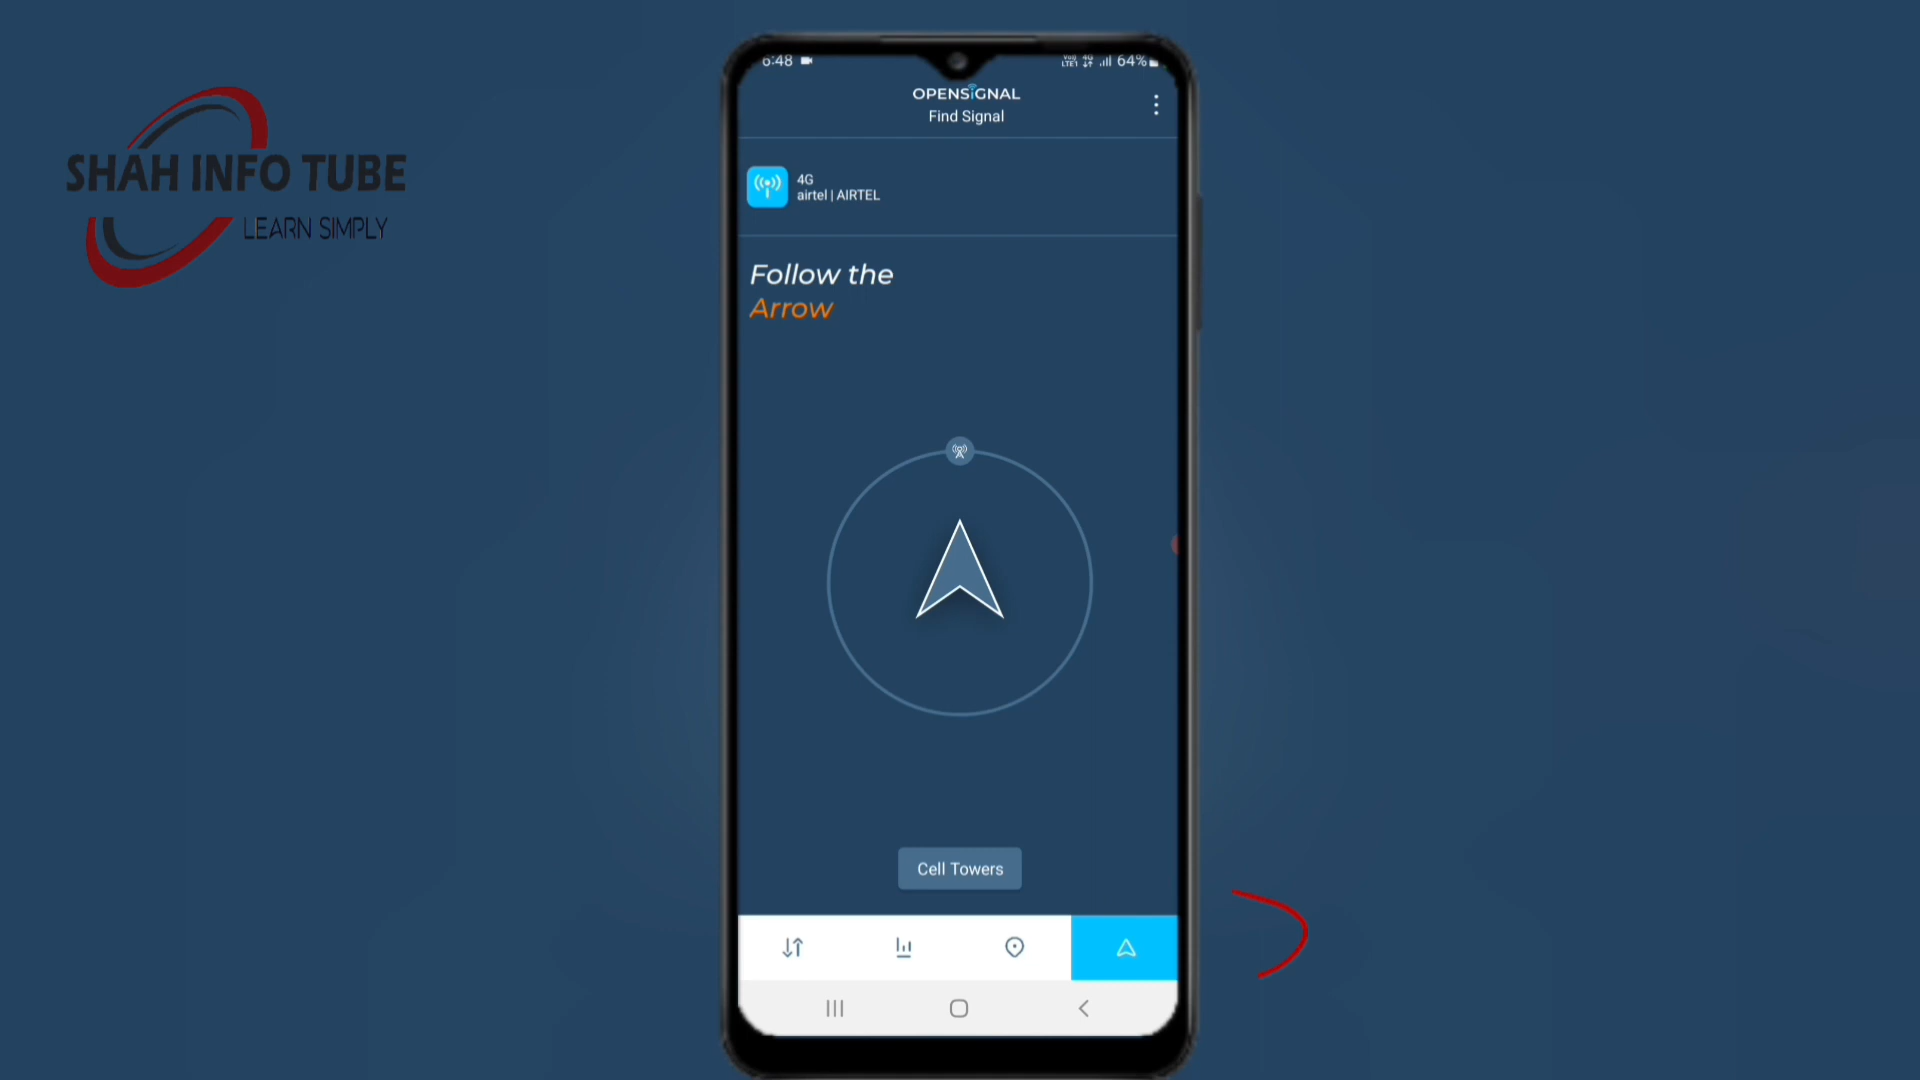 SHAH INFO TUBE
LEARN SIMPLY
6:48
4G
64%
OPENSiGNAL
Find Signal
4G
airtel | AIRTEL
Follow the
Arrow
Cell Towers